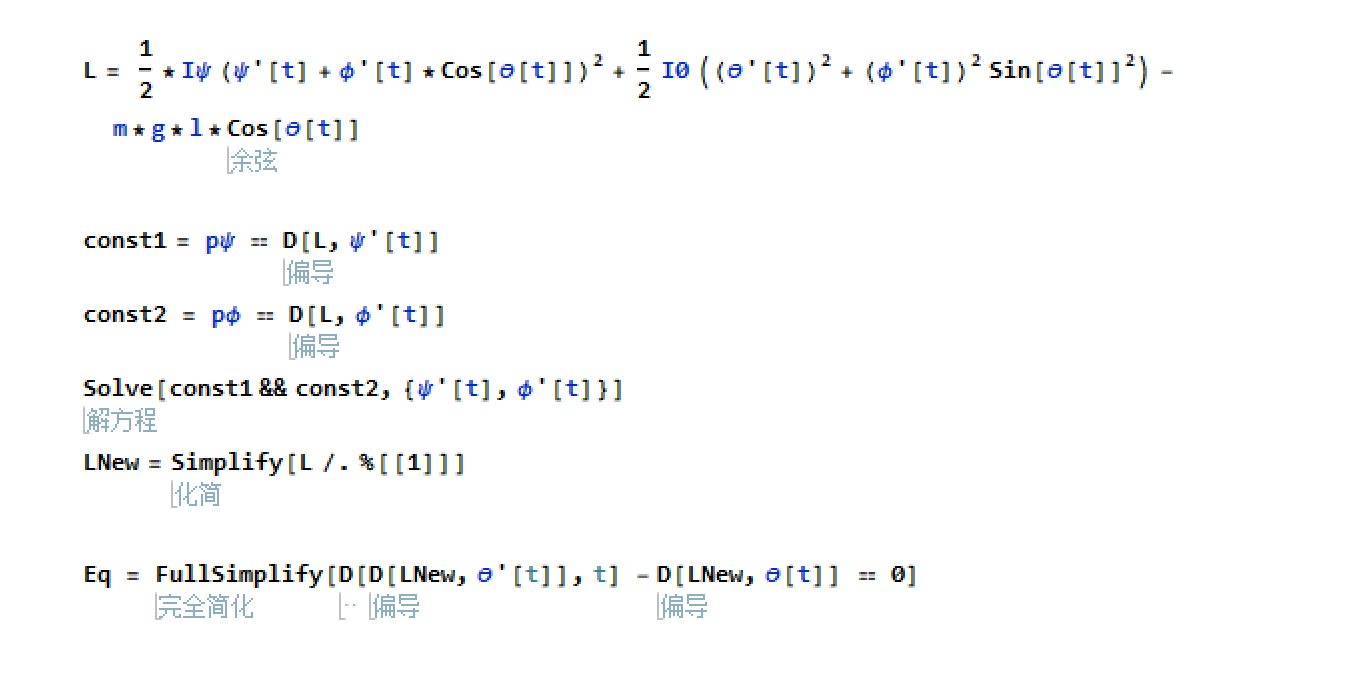 L = 1/2 * Iψ (ψ'[t] + ϕ'[t] * Cos[θ[t]])² + 1/2 I0 ((θ'[t])² + (ϕ'[t])² Sin[θ[t]]²) -
m * g * l * Cos[θ[t]]
余弦
const1 = pψ == D[L, ψ'[t]]
偏导
const2 = pϕ == D[L, ϕ'[t]]
偏导
Solve[const1 && const2, {ψ'[t], ϕ'[t]}]
解方程
LNew = Simplify[L /. %[[1]]]
化简
Eq = FullSimplify[D[D[LNew, θ'[t]], t] - D[LNew, θ[t]] == 0]
完全简化 ·· 偏导 偏导